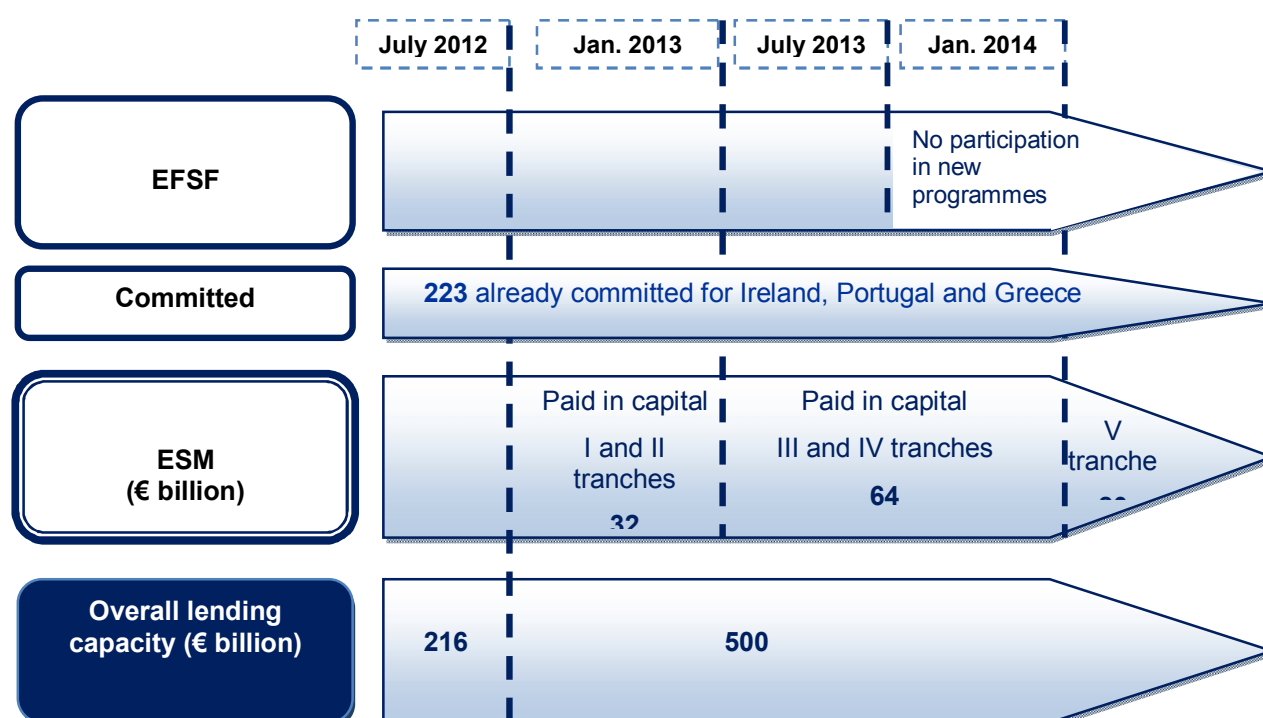 July 2012
Jan. 2013
July 2013
Jan. 2014
EFSF
No participation
in new
programmes
Committed
223 already committed for Ireland, Portugal and Greece
ESM
(€ billion)
Paid in capital
I and II
tranches
32
Paid in capital
III and IV tranches
64
V
tranche
Overall lending
capacity (€ billion)
216
500